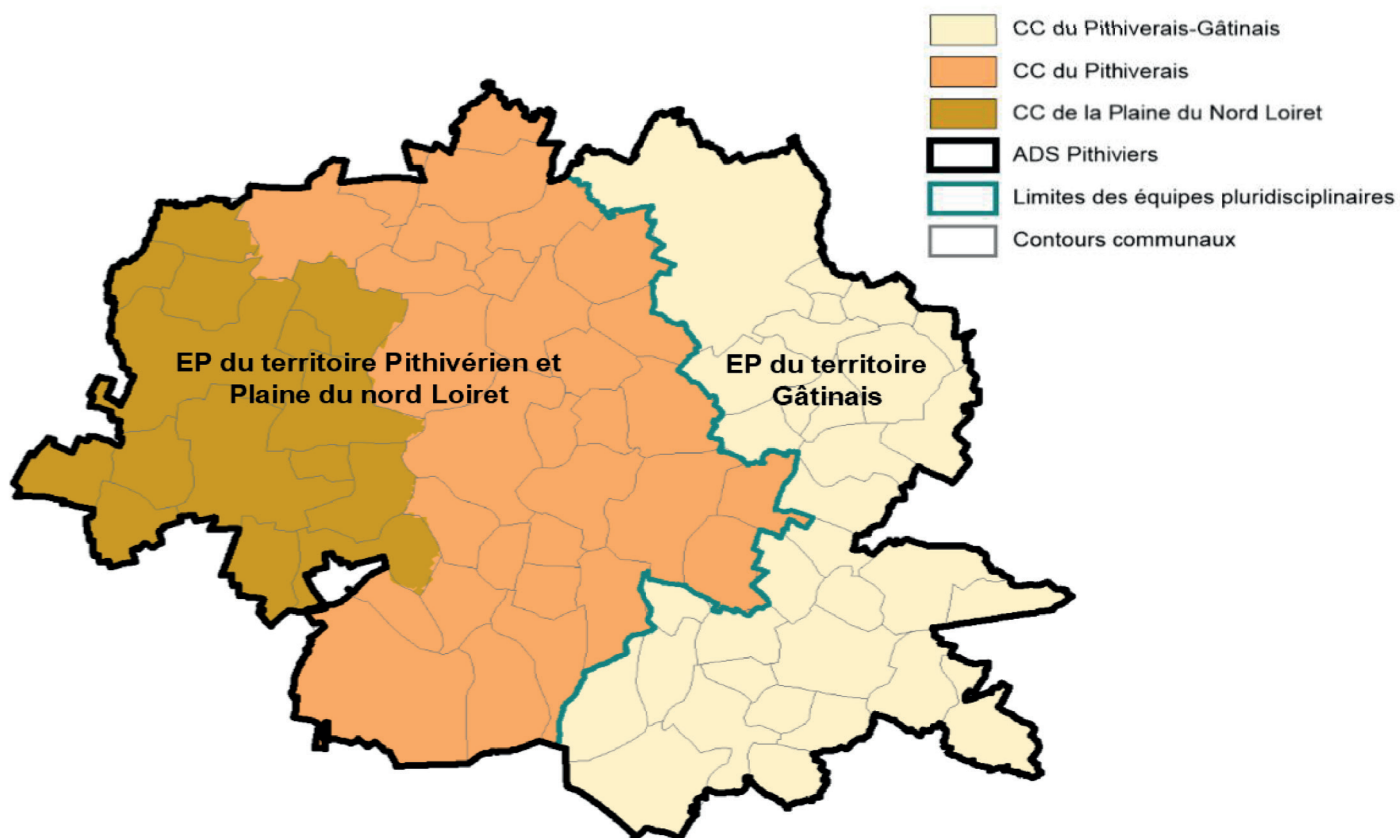 CC du Pithiverais-Gâtinais
CC du Pithiverais
CC de la Plaine du Nord Loiret
ADS Pithiviers
Limites des équipes pluridisciplinaires
Contours communaux
EP du territoire Pithivérien et
Plaine du nord Loiret
EP du territoire
Gâtinais